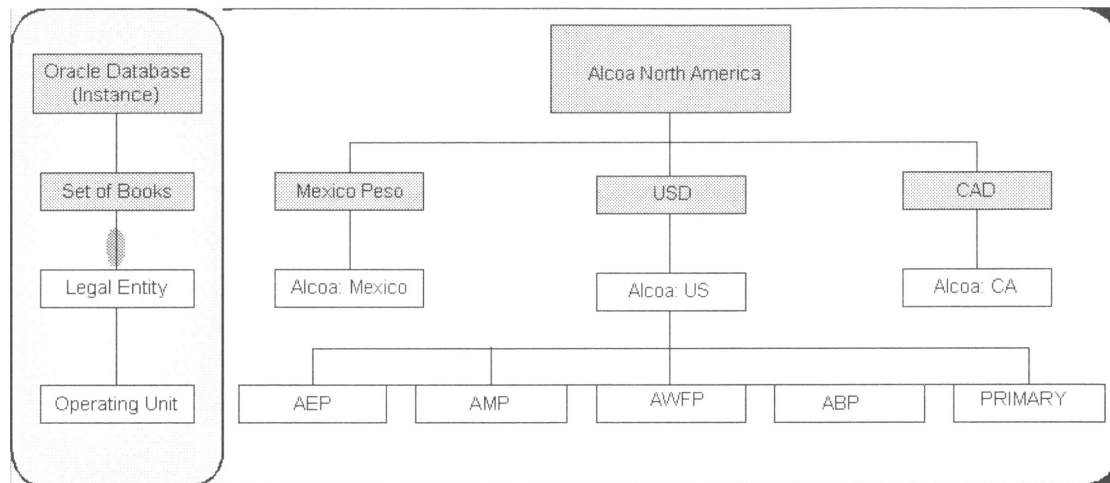 Oracle Database
(Instance)
Set of Books
Legal Entity
Operating Unit
Alcoa North America
Mexico Peso
USD
CAD
Alcoa: Mexico
Alcoa: US
Alcoa: CA
AEP
AMP
AWFP
ABP
PRIMARY